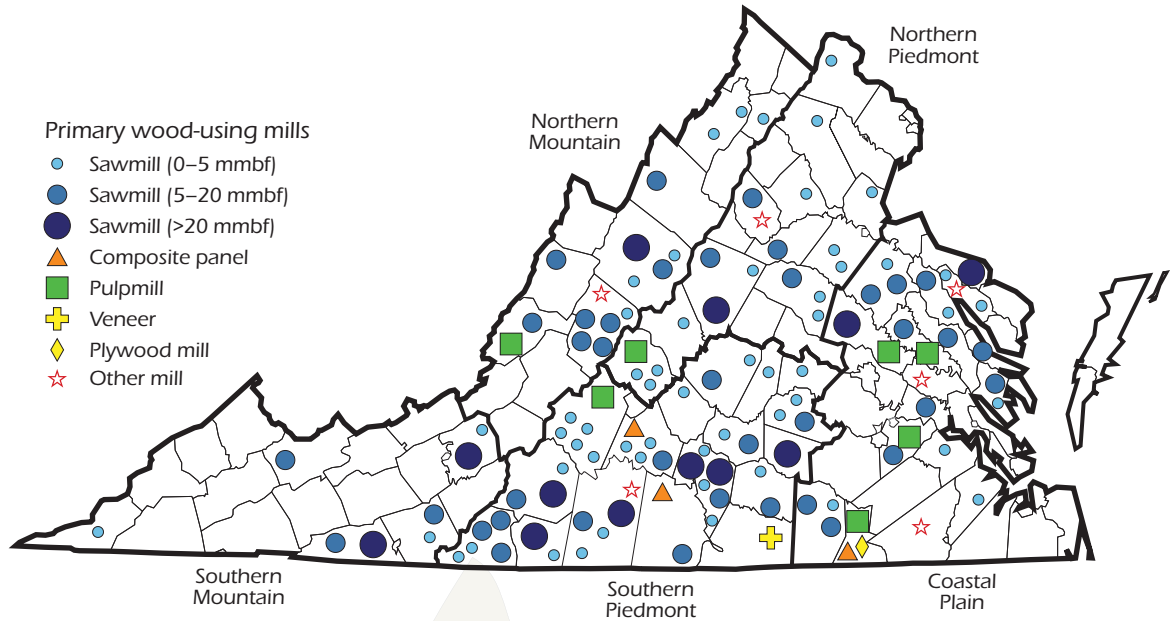 Northern
Piedmont
Northern
Mountain
Primary wood-using mills
Sawmill (0–5 mmbf)
Sawmill (5–20 mmbf)
Sawmill (>20 mmbf)
Composite panel
Pulpmill
Veneer
Plywood mill
Other mill
Southern
Mountain
Southern
Piedmont
Coastal
Plain